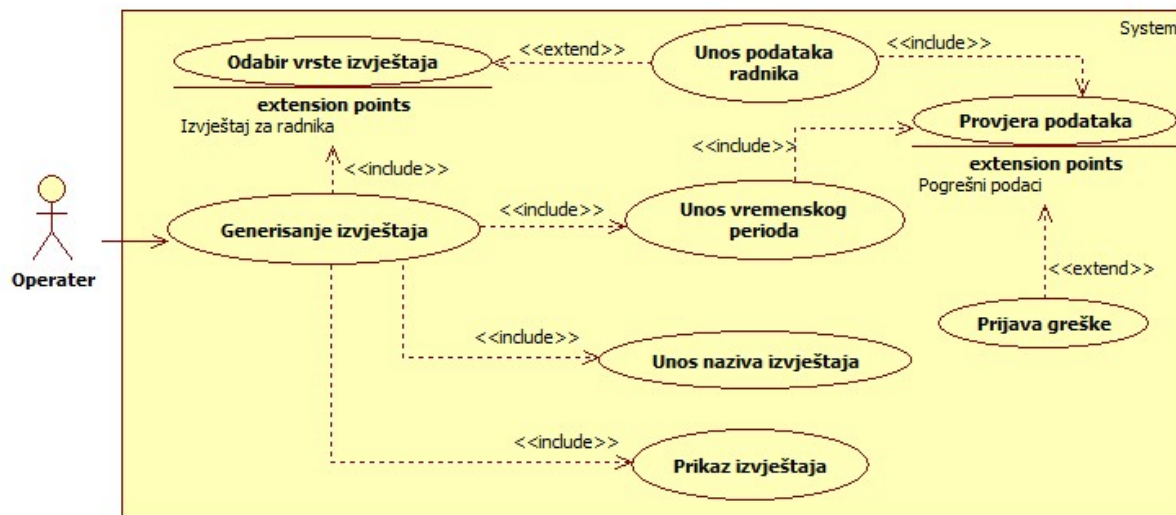 System
<<extend>>
Unos podataka
radnika
<<include>>
Odabir vrste izvještaja
extension points
Izvještaj za radnika
Provjera podataka
extension points
Pogrešni podaci
<<include>>
<<include>>
Generisanje izvještaja
<<include>>
Unos vremenskog
perioda
Operater
<<extend>>
Prijava greške
<<include>>
Unos naziva izvještaja
<<include>>
Prikaz izvještaja